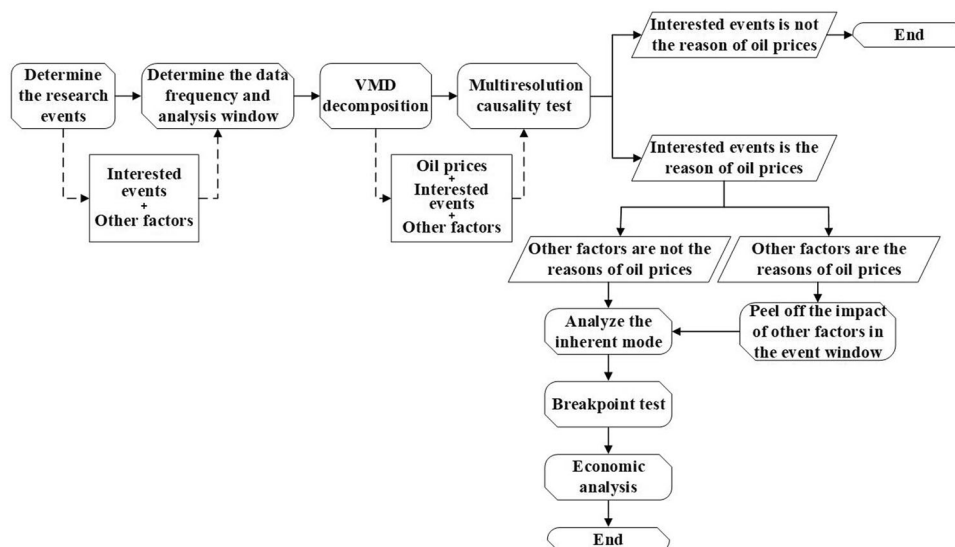 Determine
the research
events
Determine the data
frequency and
analysis window
VMD
decomposition
Multiresolution
causality test
Interested events is not
the reason of oil prices
End
Interested
events
+
Other factors
Oil prices
+
Interested
events
+
Other factors
Interested events is the
reason of oil prices
Other factors are not the
reasons of oil prices
Other factors are the
reasons of oil prices
Analyze the
inherent mode
Peel off the impact
of other factors in
the event window
Breakpoint test
Economic
analysis
End